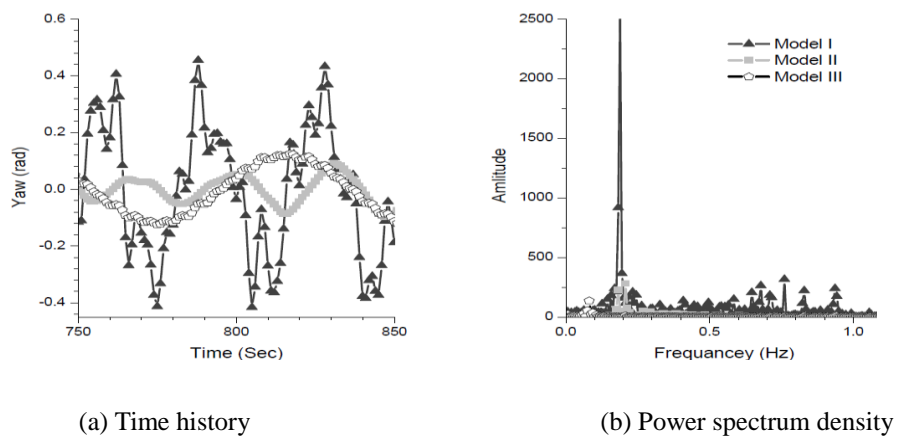 0.6
0.4
0.2
0.0
-0.2
-0.4
Yaw (rad)
750
800
850
Time (Sec)
2500
2000
1500
1000
500
0
Amlitude
Model I
Model II
Model III
0.0
0.5
1.0
Frequancey (Hz)
(a) Time history
(b) Power spectrum density